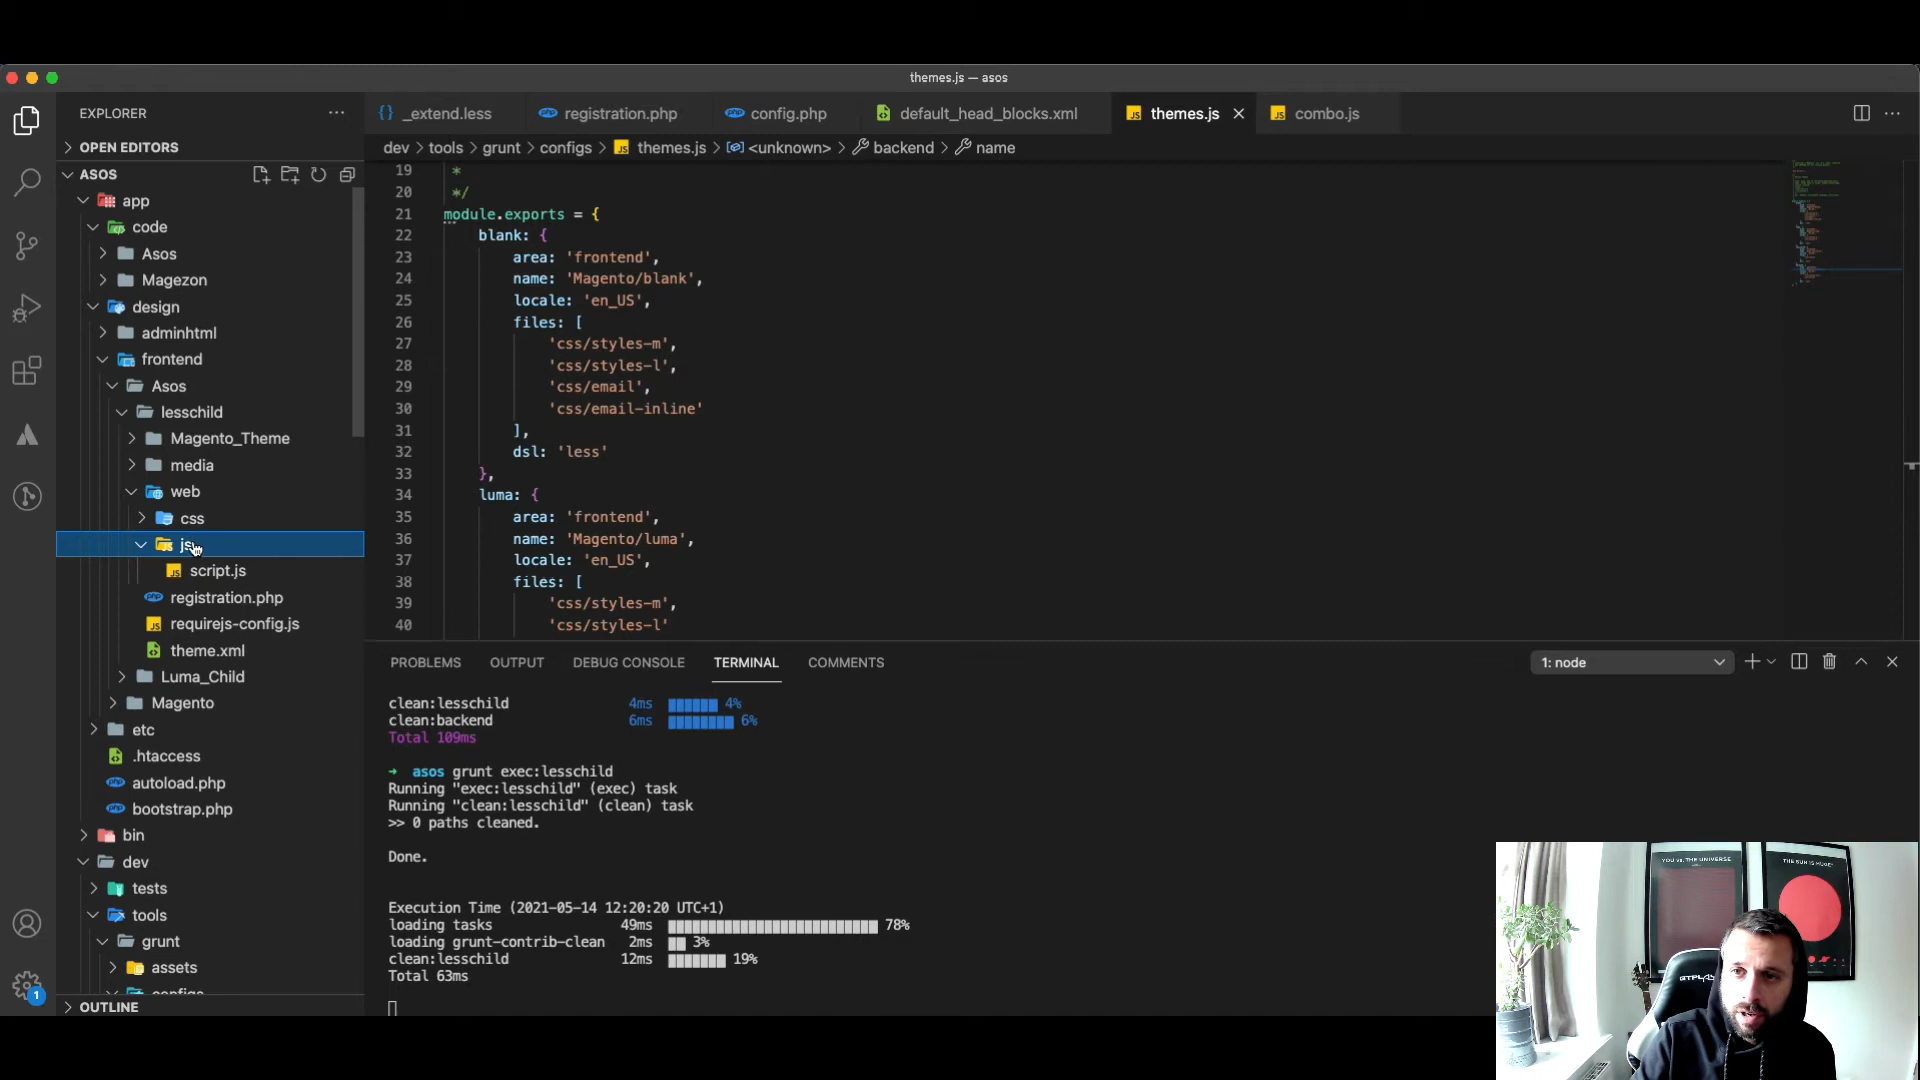 themes.js — asos
EXPLORER
_extend.less
registration.php
config.php
default_head_blocks.xml
themes.js
combo.js
OPEN EDITORS
dev > tools > grunt > configs > themes.js > <unknown> > backend > name
ASOS
app
code
Asos
Magezon
design
adminhtml
frontend
Asos
lesschild
Magento_Theme
media
web
css
js
script.js
registration.php
requirejs-config.js
theme.xml
Luma_Child
Magento
etc
.htaccess
autoload.php
bootstrap.php
bin
dev
tests
tools
grunt
assets
configs
OUTLINE
1
19 *
20 */
21 module.exports = {
22 blank: {
23 area: 'frontend',
24 name: 'Magento/blank',
25 locale: 'en_US',
26 files: [
27 'css/styles-m',
28 'css/styles-l',
29 'css/email',
30 'css/email-inline'
31 ],
32 dsl: 'less'
33 },
34 luma: {
35 area: 'frontend',
36 name: 'Magento/luma',
37 locale: 'en_US',
38 files: [
39 'css/styles-m',
40 'css/styles-l'
PROBLEMS OUTPUT DEBUG CONSOLE TERMINAL COMMENTS
1: node
clean:lesschild 4ms 4%
clean:backend 6ms 6%
Total 109ms
→ asos grunt exec:lesschild
Running "exec:lesschild" (exec) task
Running "clean:lesschild" (clean) task
>> 0 paths cleaned.
Done.
Execution Time (2021-05-14 12:20:20 UTC+1)
loading tasks 49ms 78%
loading grunt-contrib-clean 2ms 3%
clean:lesschild 12ms 19%
Total 63ms
YOU VS. THE UNIVERSE
THE SUN IS HUGE*